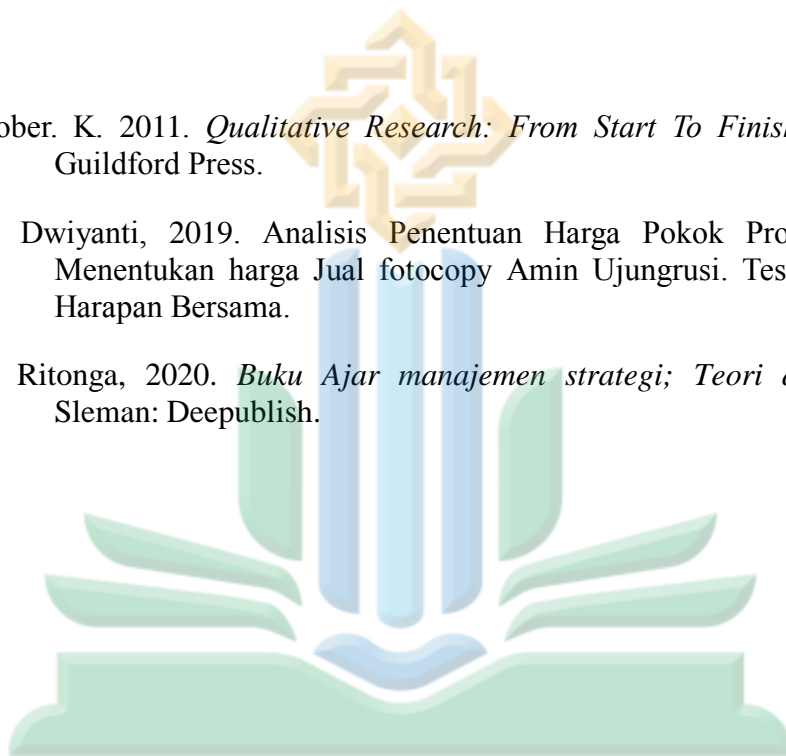 ober. K. 2011. Qualitative Research: From Start To Finish
Guildford Press.
Dwiyanti, 2019. Analisis Penentuan Harga Pokok Pro
Menentukan harga Jual fotocopy Amin Ujungrusi. Tes
Harapan Bersama.
Ritonga, 2020. Buku Ajar manajemen strategi; Teori
Sleman: Deepublish.